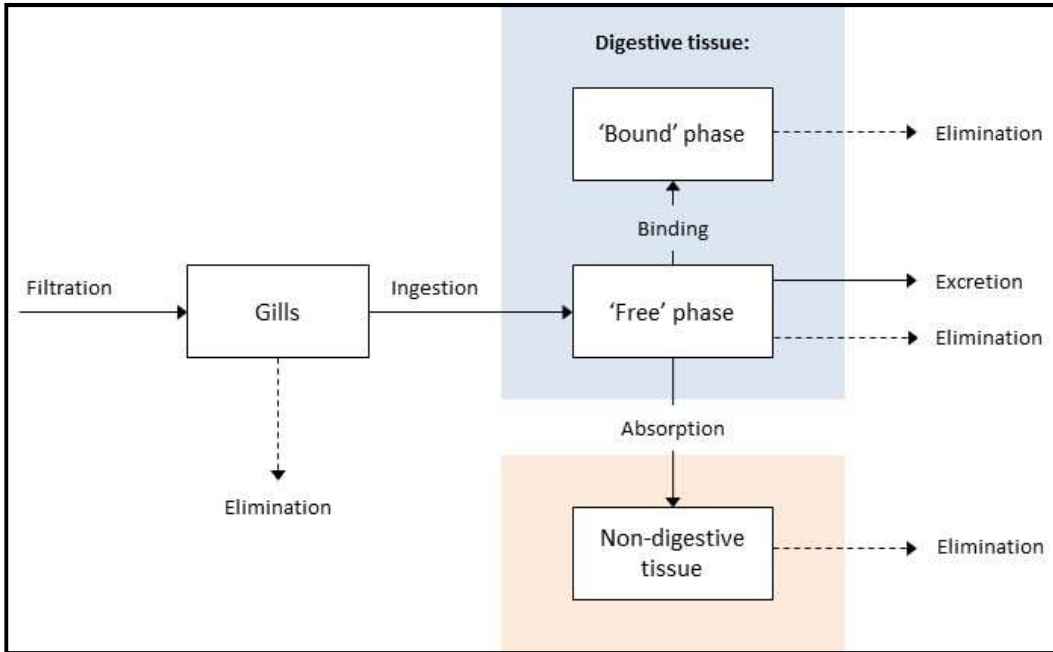 Digestive tissue:
‘Bound’ phase
Elimination
Binding
Filtration
Gills
Ingestion
‘Free’ phase
Excretion
Elimination
Absorption
Elimination
Non-digestive
tissue
Elimination